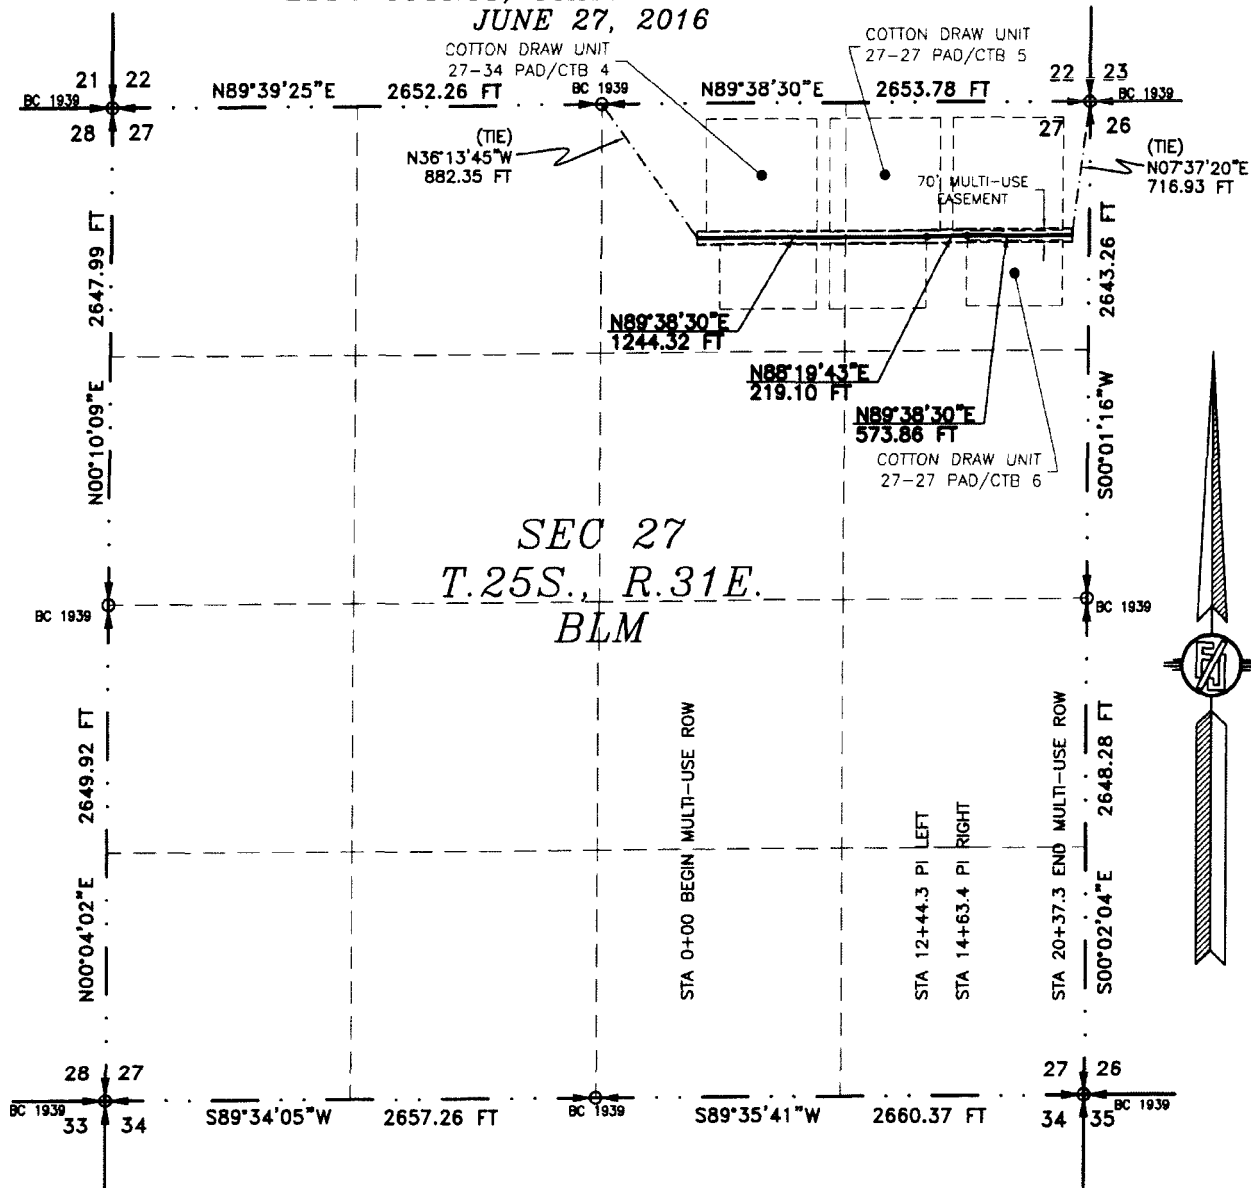 JUNE 27, 2016
COTTON DRAW UNIT
27-34 PAD/CTB 4
COTTON DRAW UNIT
27-27 PAD/CTB 5
21 22
BC 1939
28 27
N89°39'25"E 2652.26 FT
BC 1939
N89°38'30"E 2653.78 FT
22 23
BC 1939
27 26
(TIE)
N36°13'45"W
882.35 FT
(TIE)
N07°37'20"E
716.93 FT
70' MULTI-USE
EASEMENT
N00°10'09"E 2647.99 FT
S00°01'16"W 2643.26 FT
N89°38'30"E
1244.32 FT
N88°19'43"E
219.10 FT
N89°38'30"E
573.86 FT
COTTON DRAW UNIT
27-27 PAD/CTB 6
SEC 27
T.25S., R.31E.
BLM
BC 1939
BC 1939
N00°04'02"E 2649.92 FT
STA 0+00 BEGIN MULTI-USE ROW
STA 12+44.3 PI LEFT
STA 14+63.4 PI RIGHT
STA 20+37.3 END MULTI-USE ROW
S00°02'04"E 2648.28 FT
28 27
BC 1939
33 34
S89°34'05"W 2657.26 FT
BC 1939
S89°35'41"W 2660.37 FT
27 26
BC 1939
34 35